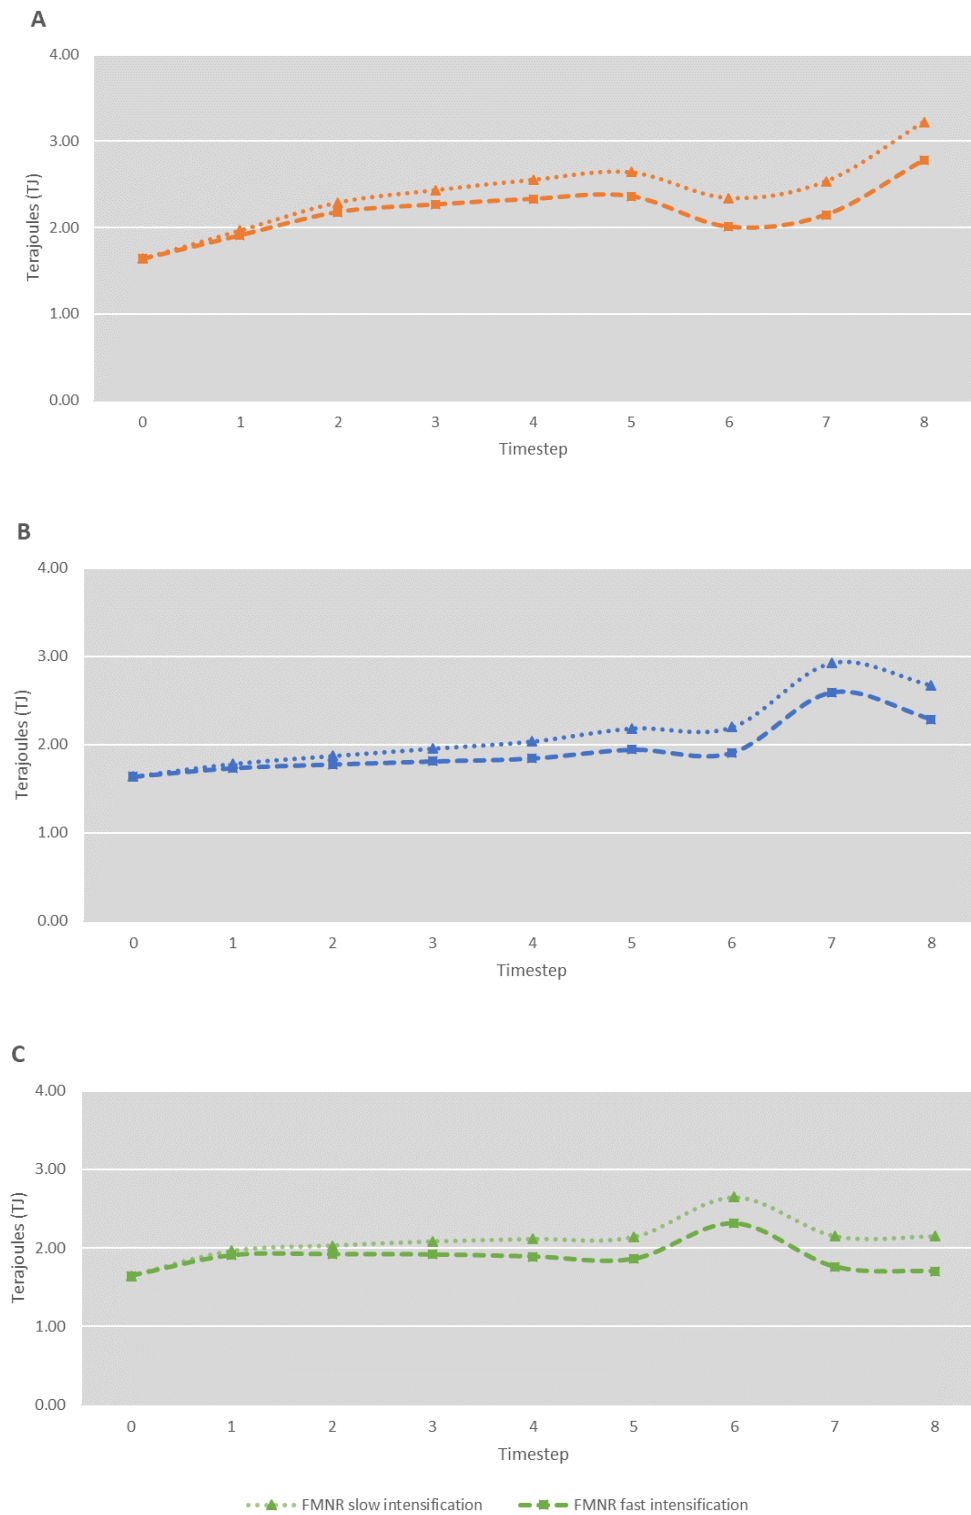 A
4.00
3.00
2.00
1.00
0.00
Terajoules (TJ)
0 1 2 3 4 5 6 7 8
Timestep
B
4.00
3.00
2.00
1.00
0.00
Terajoules (TJ)
0 1 2 3 4 5 6 7 8
Timestep
C
4.00
3.00
2.00
1.00
0.00
Terajoules (TJ)
0 1 2 3 4 5 6 7 8
Timestep
FMNR slow intensification FMNR fast intensification